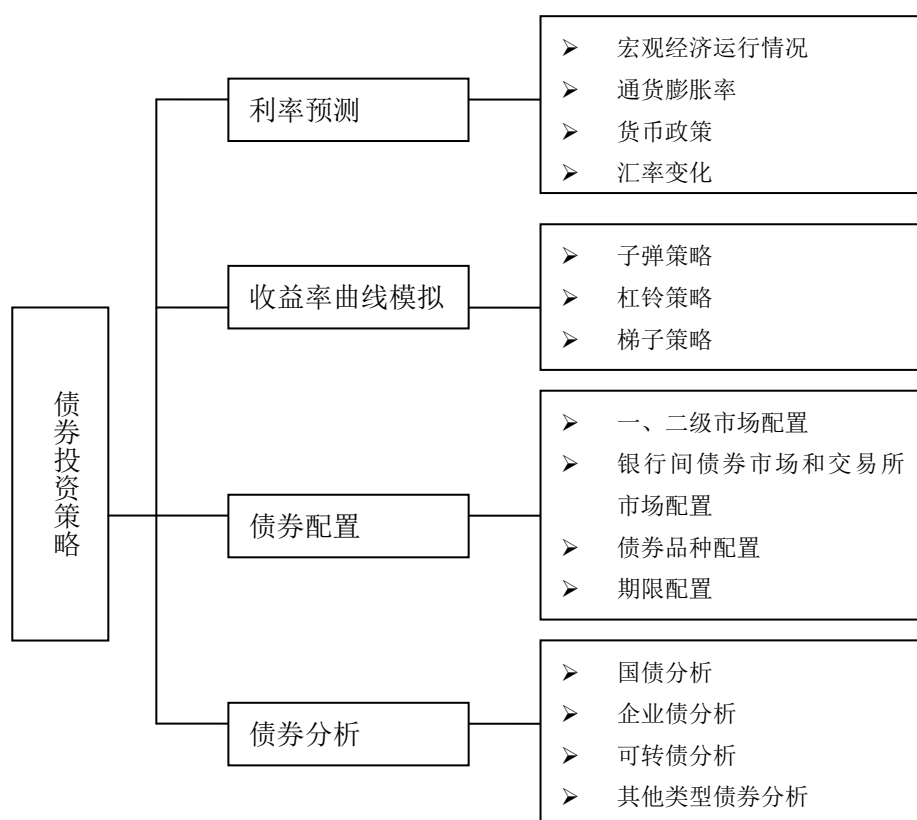 债券投资策略
利率预测
➢ 宏观经济运行情况
➢ 通货膨胀率
➢ 货币政策
➢ 汇率变化
收益率曲线模拟
➢ 子弹策略
➢ 杠铃策略
➢ 梯子策略
债券配置
➢ 一、二级市场配置
➢ 银行间债券市场和交易所
市场配置
➢ 债券品种配置
➢ 期限配置
债券分析
➢ 国债分析
➢ 企业债分析
➢ 可转债分析
➢ 其他类型债券分析